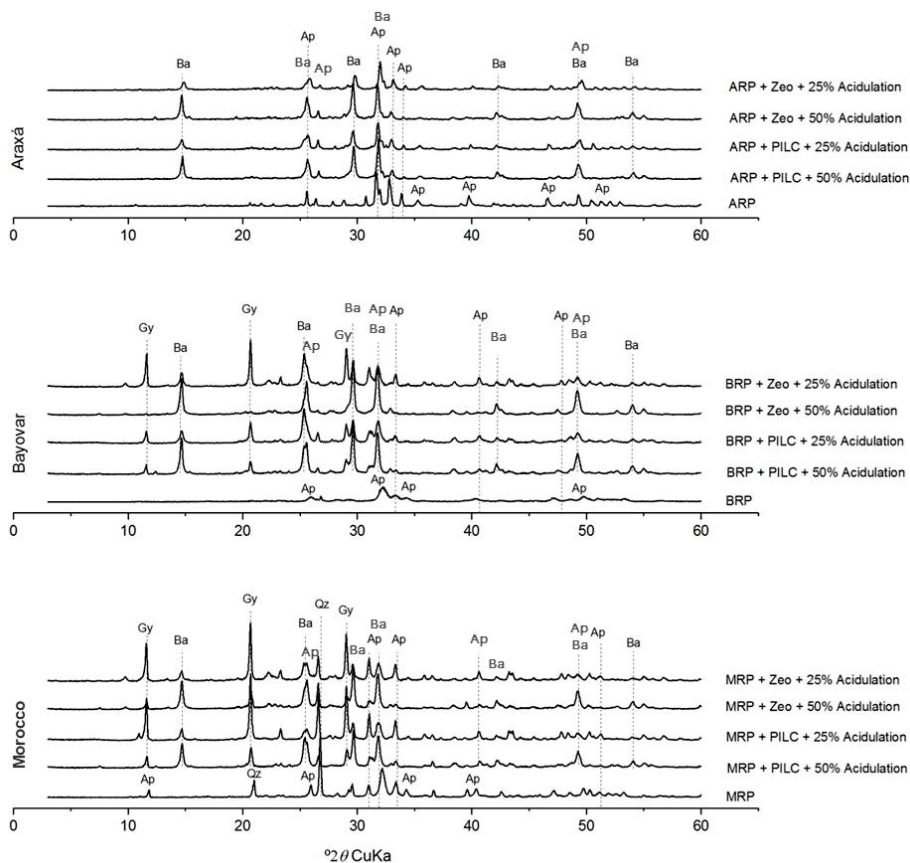 Ba
Ba
Ap
Ap
Ba
Ap
Ba
Ap
Ap
Ap
Ba
Ap
Ba
Ba
ARP + Zeo + 25% Acidulation
ARP + Zeo + 50% Acidulation
ARP + PILC + 25% Acidulation
ARP + PILC + 50% Acidulation
ARP
Ap
Ap
Ap
Ap
Araxá
0 10 20 30 40 50 60
Gy
Ba
Gy
Ba
Ap
Gy
Ba
Ap
Ba
Ap
Ap
Ba
Ap
Ap
Ba
Ba
BRP + Zeo + 25% Acidulation
BRP + Zeo + 50% Acidulation
BRP + PILC + 25% Acidulation
BRP + PILC + 50% Acidulation
BRP
Ap
Ap
Ap
Ap
Bayovar
0 10 20 30 40 50 60
Gy
Ba
Gy
Ba
Ap
Qz
Gy
Ba
Ba
Ap
Ap
Ap
Ba
Ap
Ba
Ap
Ba
MRP + Zeo + 25% Acidulation
MRP + Zeo + 50% Acidulation
MRP + PILC + 25% Acidulation
MRP + PILC + 50% Acidulation
MRP
Ap
Qz
Ap
Ap
Ap
Morocco
0 10 20 30 40 50 60
º2θ CuKa